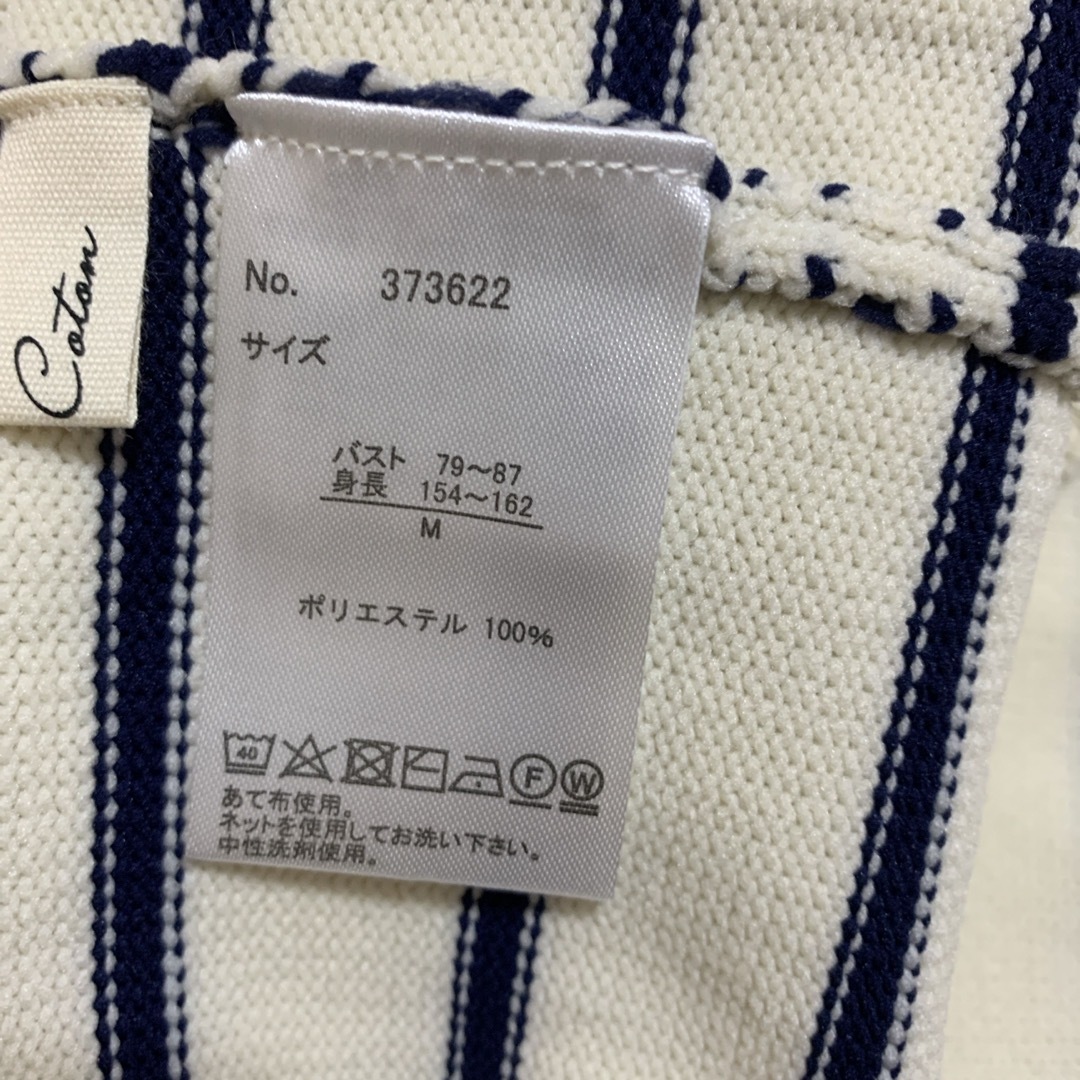 Coton
No. 373622
サイズ
バスト 79〜87
身長 154〜162
M
ポリエステル 100%
40
F
W
あて布使用。
ネットを使用してお洗い下さい。
中性洗剤使用。